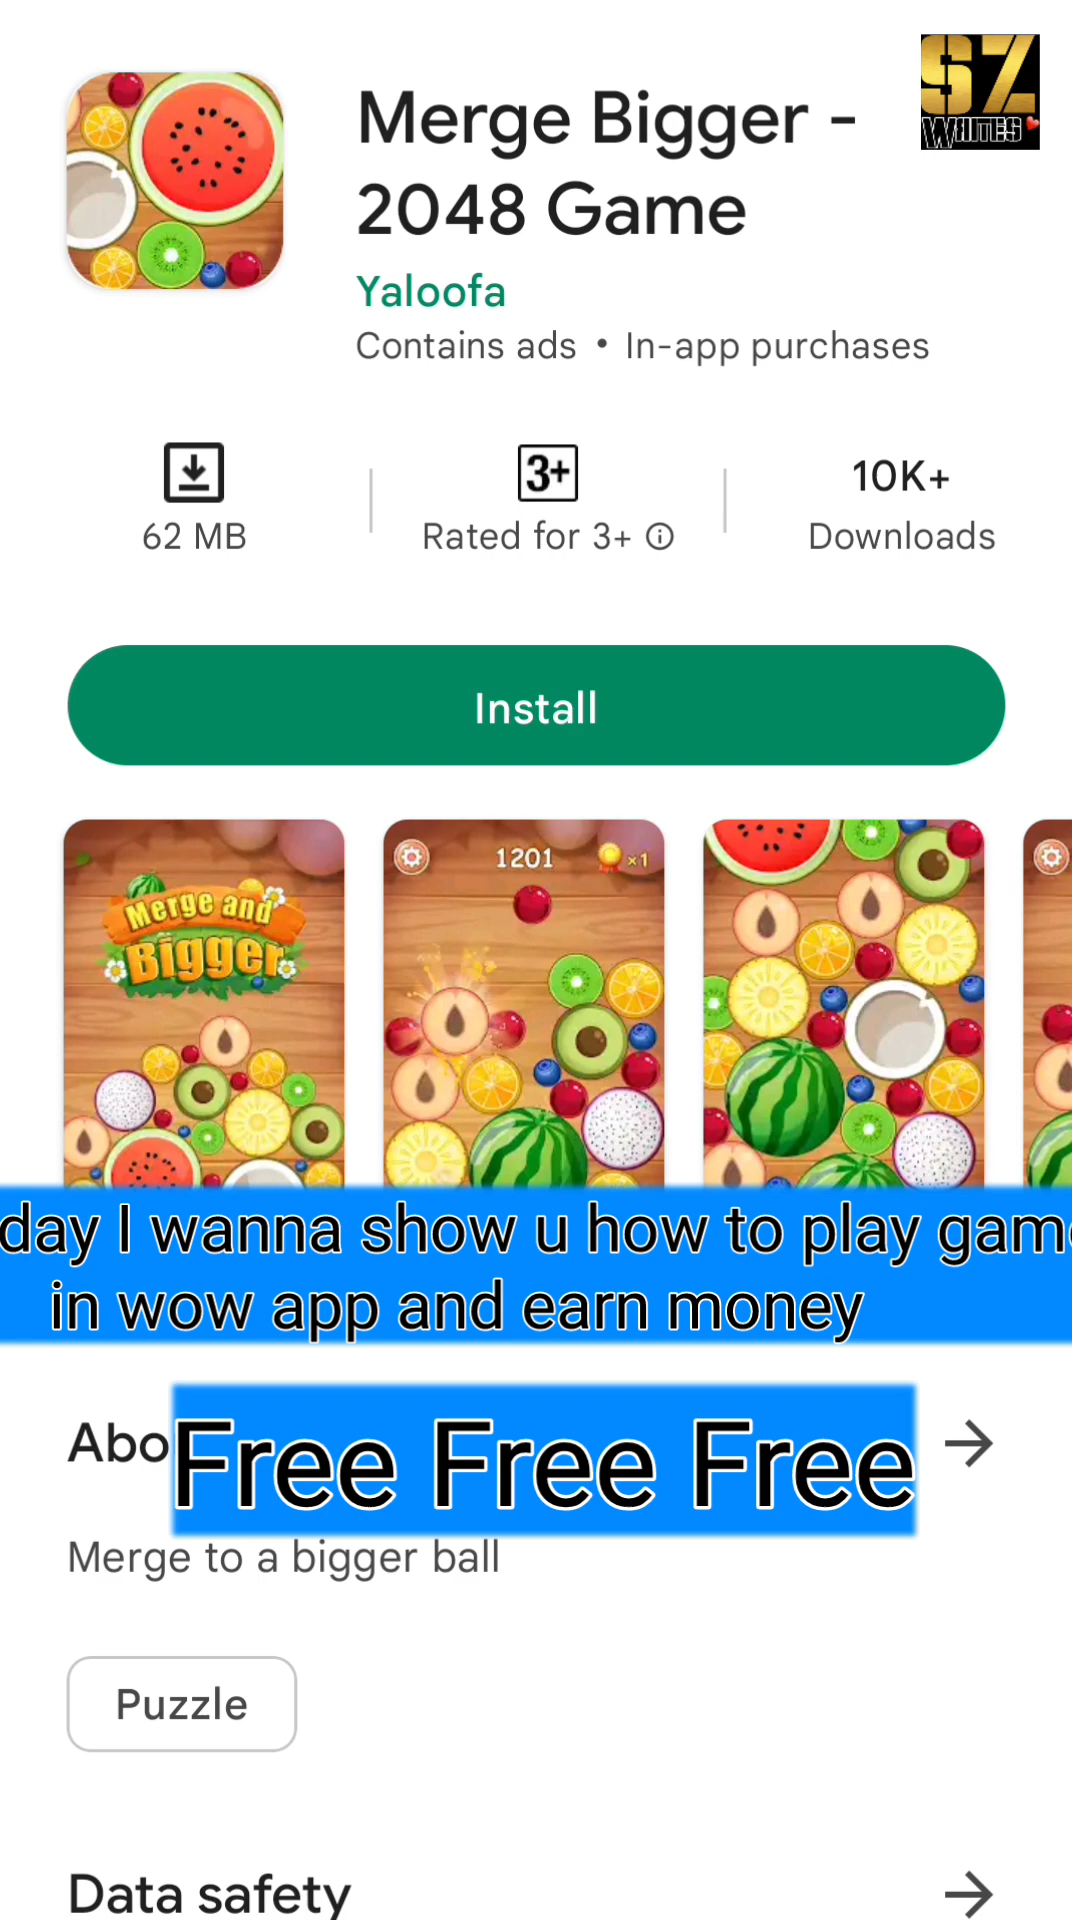 Merge Bigger -
2048 Game
SZ
WRITES
Yaloofa
Contains ads • In-app purchases
62 MB
3+
Rated for 3+
10K+
Downloads
Install
Merge and
Bigger
1201
×1
day I wanna show u how to play gam
in wow app and earn money
Abo
Free Free Free
Merge to a bigger ball
Puzzle
Data safety